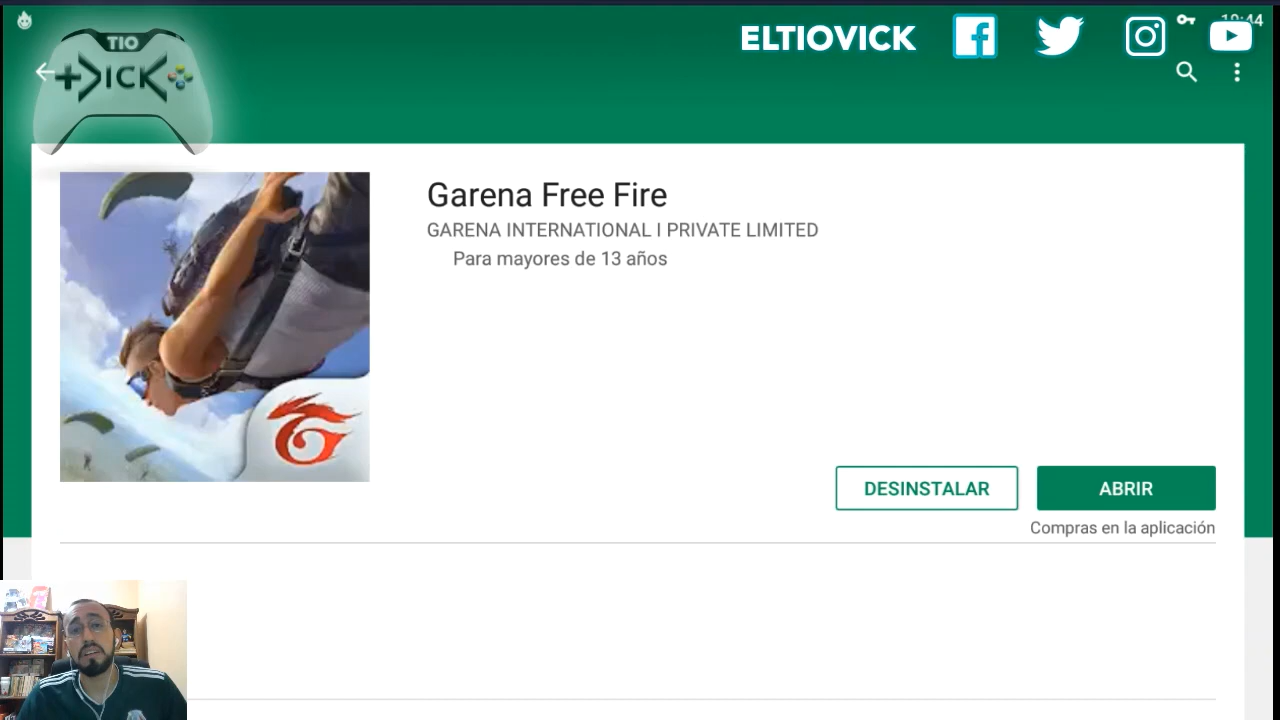 TIO
VICK
ELTIOVICK
Garena Free Fire
GARENA INTERNATIONAL I PRIVATE LIMITED
Para mayores de 13 años
DESINSTALAR
ABRIR
Compras en la aplicación